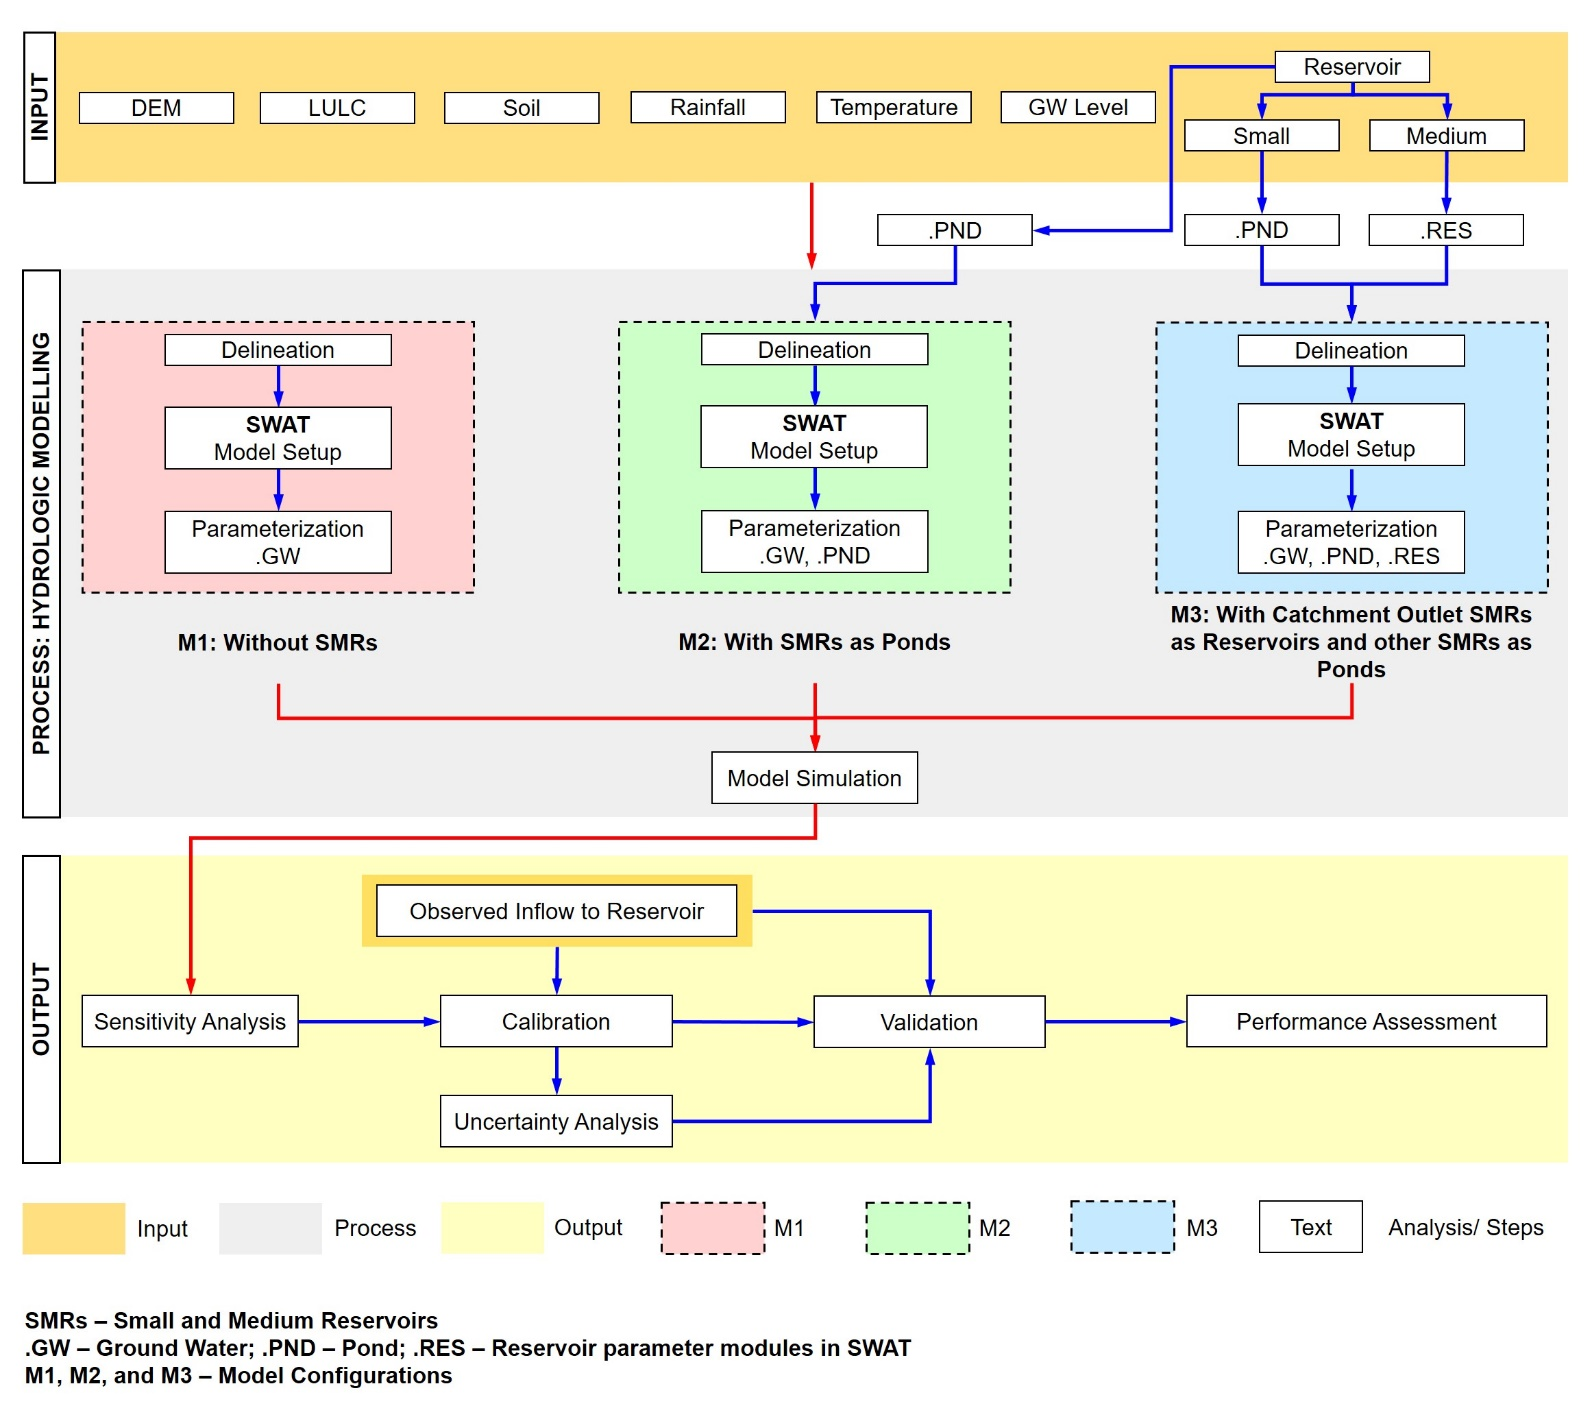 INPUT
Reservoir
DEM
LULC
Soil
Rainfall
Temperature
GW Level
Small
Medium
.PND
.PND
.RES
PROCESS: HYDROLOGIC MODELLING
Delineation
SWAT
Model Setup
Parameterization
.GW
M1: Without SMRs
Delineation
SWAT
Model Setup
Parameterization
.GW, .PND
M2: With SMRs as Ponds
Delineation
SWAT
Model Setup
Parameterization
.GW, .PND, .RES
M3: With Catchment Outlet SMRs
as Reservoirs and other SMRs as
Ponds
Model Simulation
OUTPUT
Observed Inflow to Reservoir
Sensitivity Analysis
Calibration
Validation
Performance Assessment
Uncertainty Analysis
Input
Process
Output
M1
M2
M3
Text
Analysis/ Steps
SMRs – Small and Medium Reservoirs
.GW – Ground Water; .PND – Pond; .RES – Reservoir parameter modules in SWAT
M1, M2, and M3 – Model Configurations